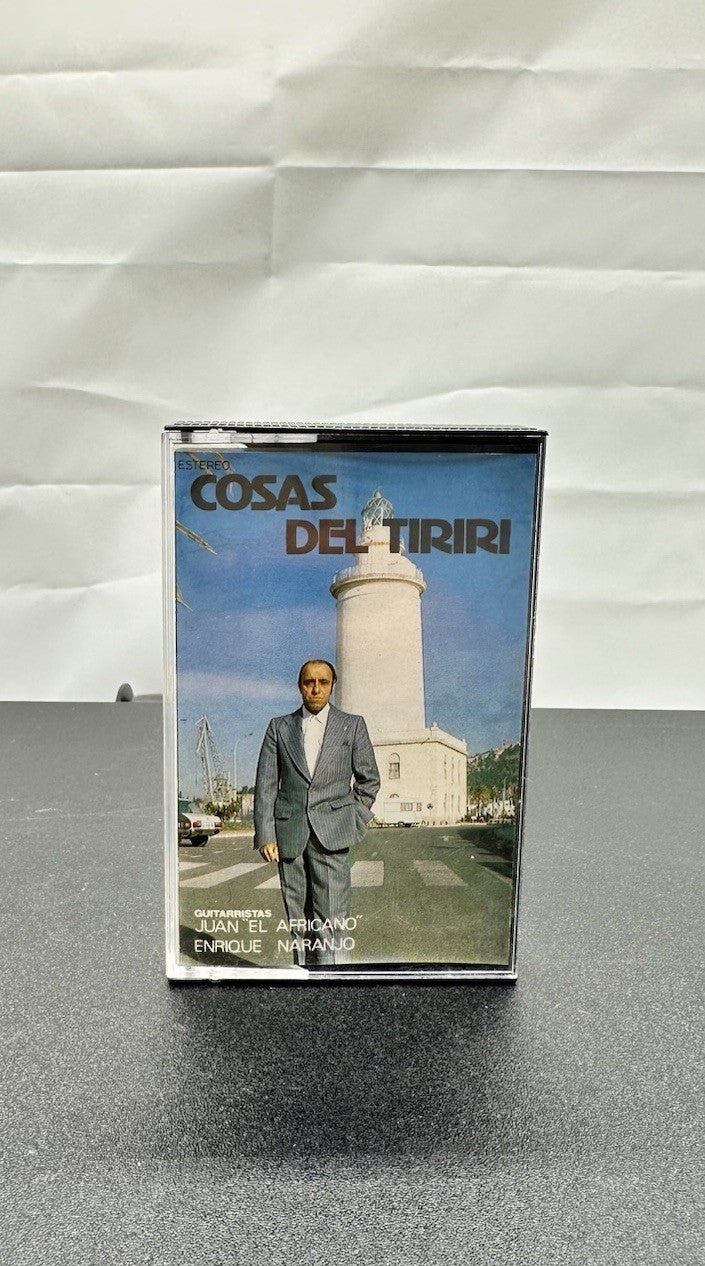 ESTEREO
COSAS
DEL TIRIRI
GUITARRISTAS
JUAN "EL AFRICANO"
ENRIQUE NARANJO